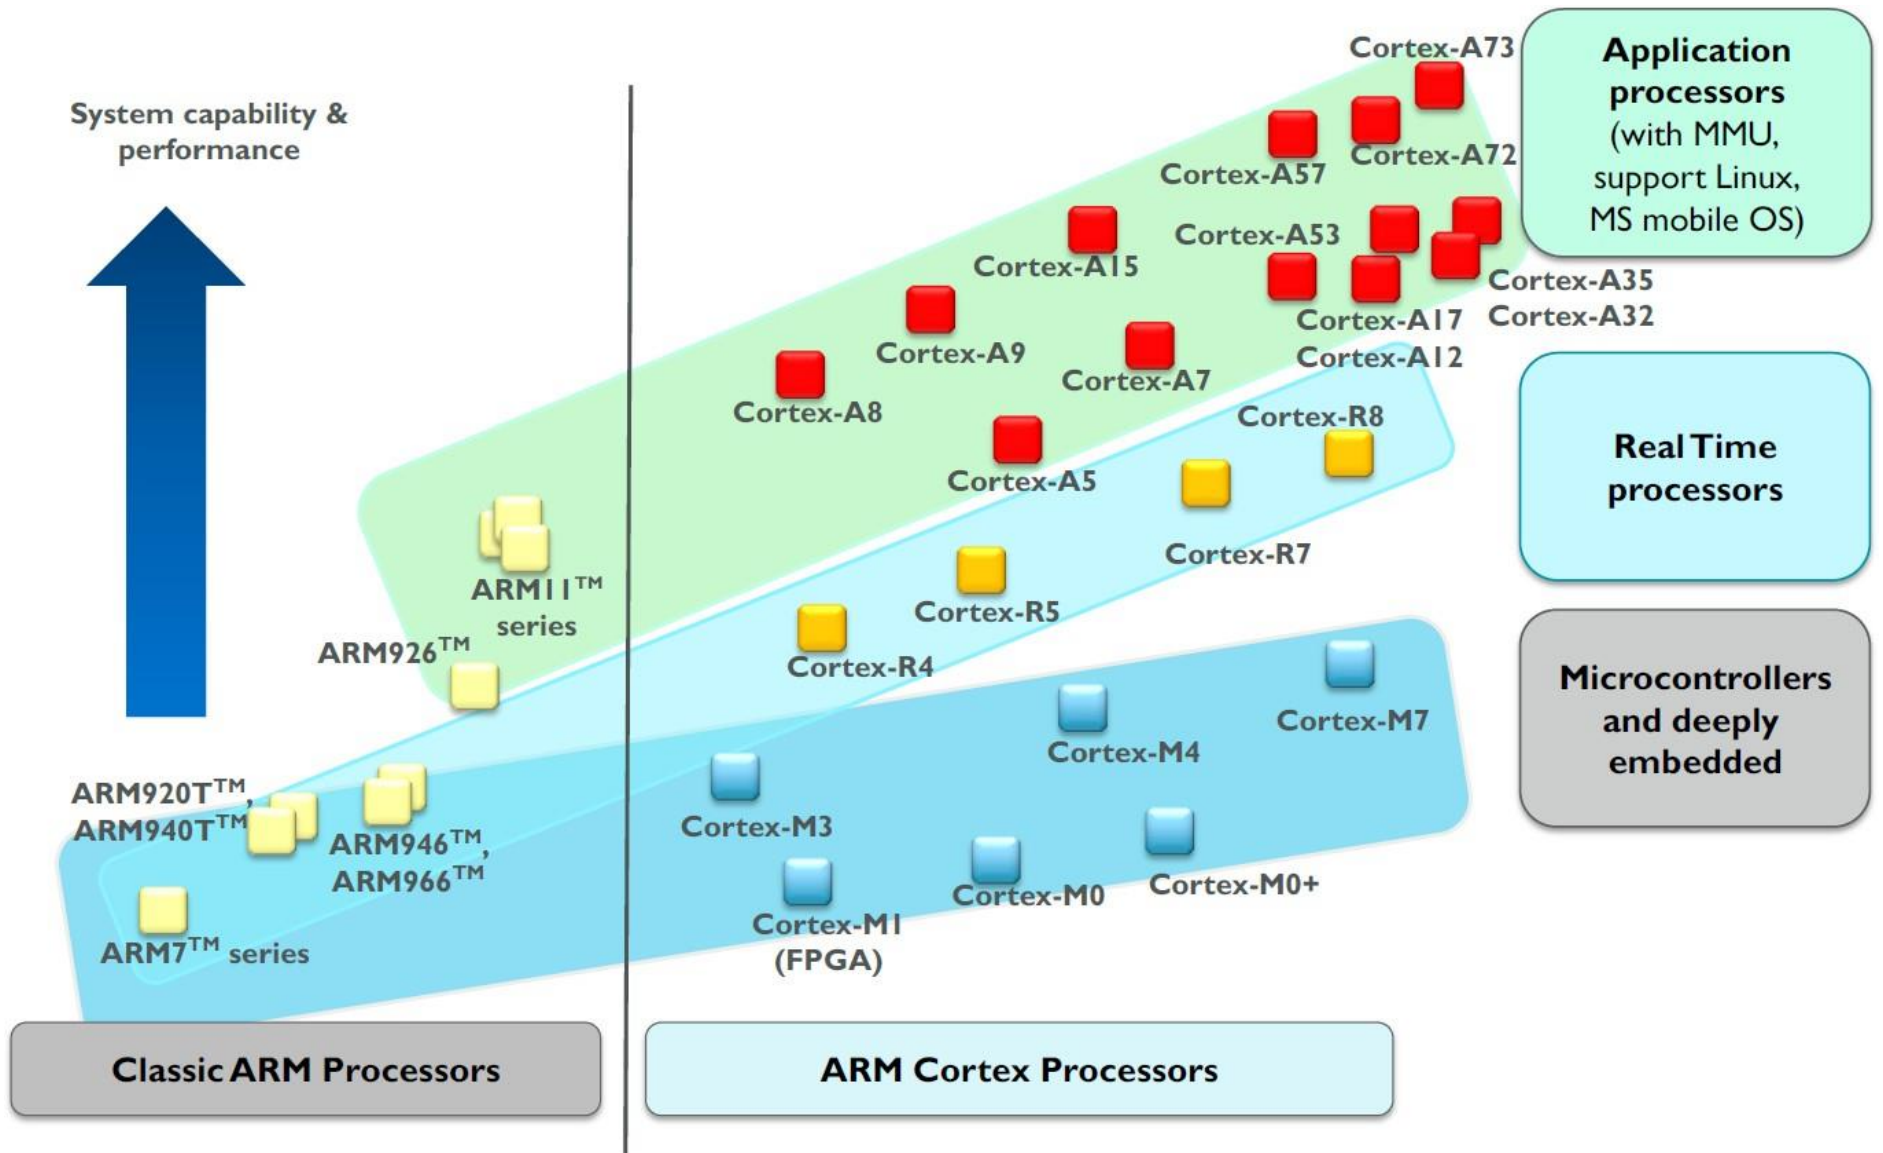 System capability &
performance
Cortex-A73
Cortex-A72
Cortex-A57
Cortex-A53
Cortex-A15
Cortex-A35
Cortex-A32
Cortex-A17
Cortex-A12
Cortex-A9
Cortex-A7
Cortex-A8
Cortex-A5
Cortex-R8
Cortex-R7
Cortex-R5
Cortex-R4
ARM11™
series
ARM926™
ARM920T™,
ARM940T™
ARM946™,
ARM966™
ARM7™ series
Cortex-M7
Cortex-M4
Cortex-M3
Cortex-M0+
Cortex-M0
Cortex-M1
(FPGA)
Application
processors
(with MMU,
support Linux,
MS mobile OS)
Real Time
processors
Microcontrollers
and deeply
embedded
Classic ARM Processors
ARM Cortex Processors